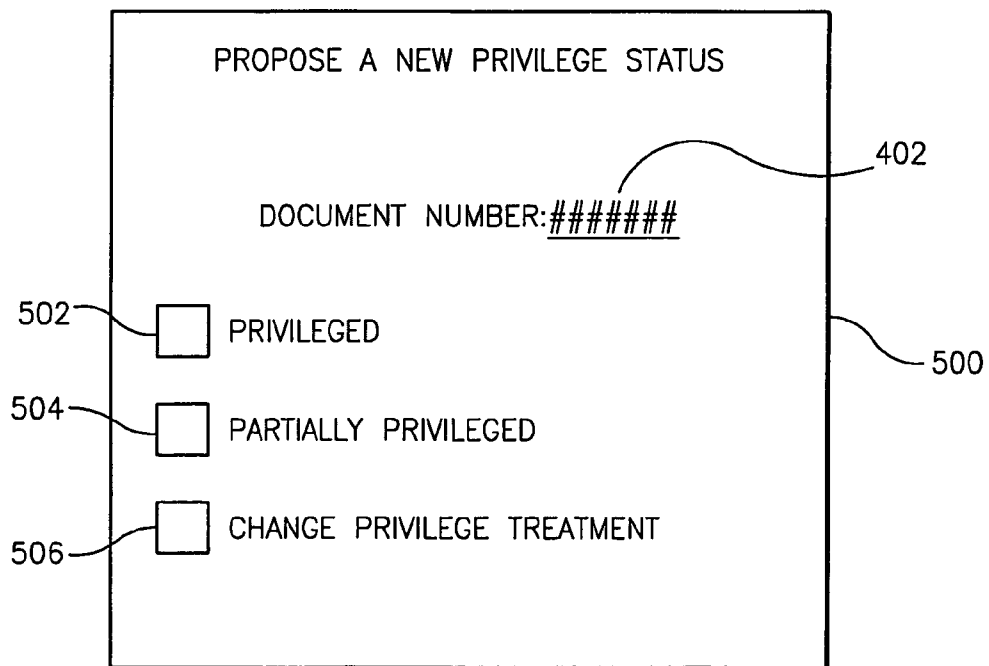 PROPOSE A NEW PRIVILEGE STATUS
402
DOCUMENT NUMBER:#######
502
PRIVILEGED
500
504
PARTIALLY PRIVILEGED
506
CHANGE PRIVILEGE TREATMENT